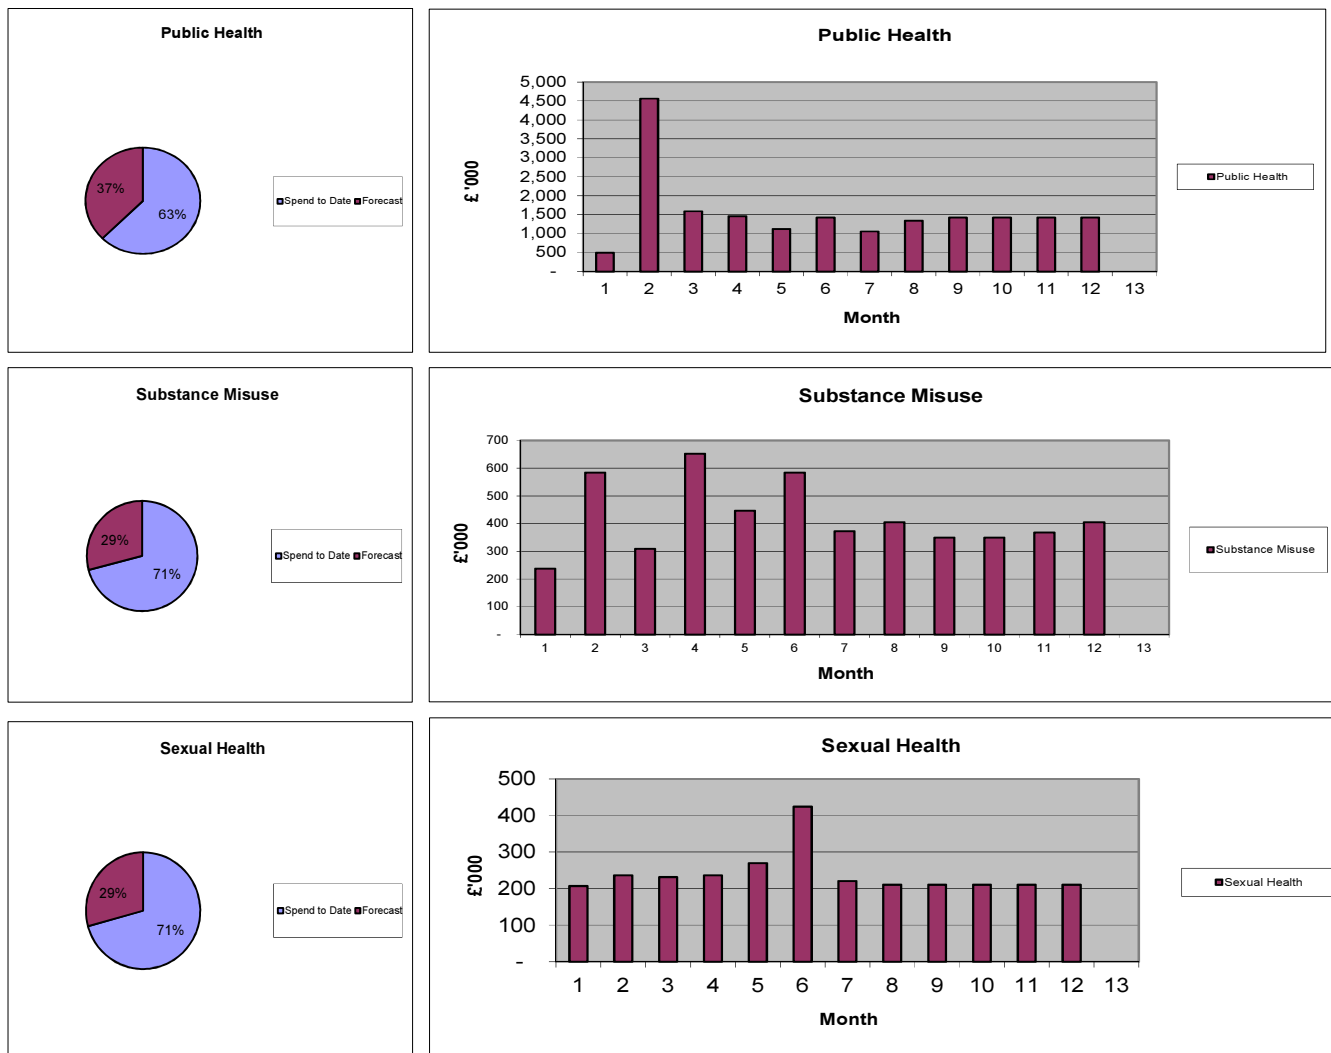 Public Health
37%
63%
Spend to Date Forecast
Public Health
5,000
4,500
4,000
3,500
3,000
2,500
2,000
1,500
1,000
500
-
£ '000
1 2 3 4 5 6 7 8 9 10 11 12 13
Month
Public Health
Substance Misuse
29%
71%
Spend to Date Forecast
Substance Misuse
700
600
500
400
300
200
100
-
£'000
1 2 3 4 5 6 7 8 9 10 11 12 13
Month
Substance Misuse
Sexual Health
29%
71%
Spend to Date Forecast
Sexual Health
500
400
300
200
100
-
£'000
1 2 3 4 5 6 7 8 9 10 11 12 13
Month
Sexual Health